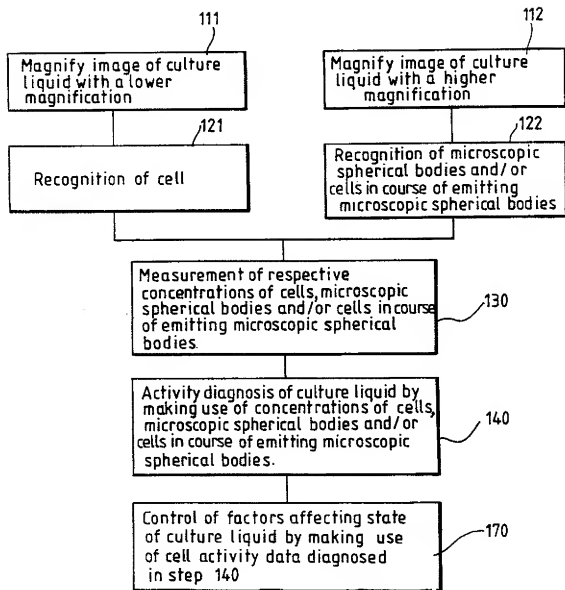 111
Magnify image of culture
liquid with a lower
magnification
112
Magnify image of culture
liquid with a higher
magnification
121
Recognition of cell
122
Recognition of microscopic
spherical bodies and/or
cells in course of emitting
microscopic spherical bodies
Measurement of respective
concentrations of cells, microscopic
spherical bodies and/or cells in course
of emitting microscopic spherical
bodies.
130
Activity diagnosis of culture liquid by
making use of concentrations of cells,
microscopic spherical bodies and/or
cells in course of emitting microscopic
spherical bodies.
140
Control of factors affecting state
of culture liquid by making use
of cell activity data diagnosed
in step 140
170